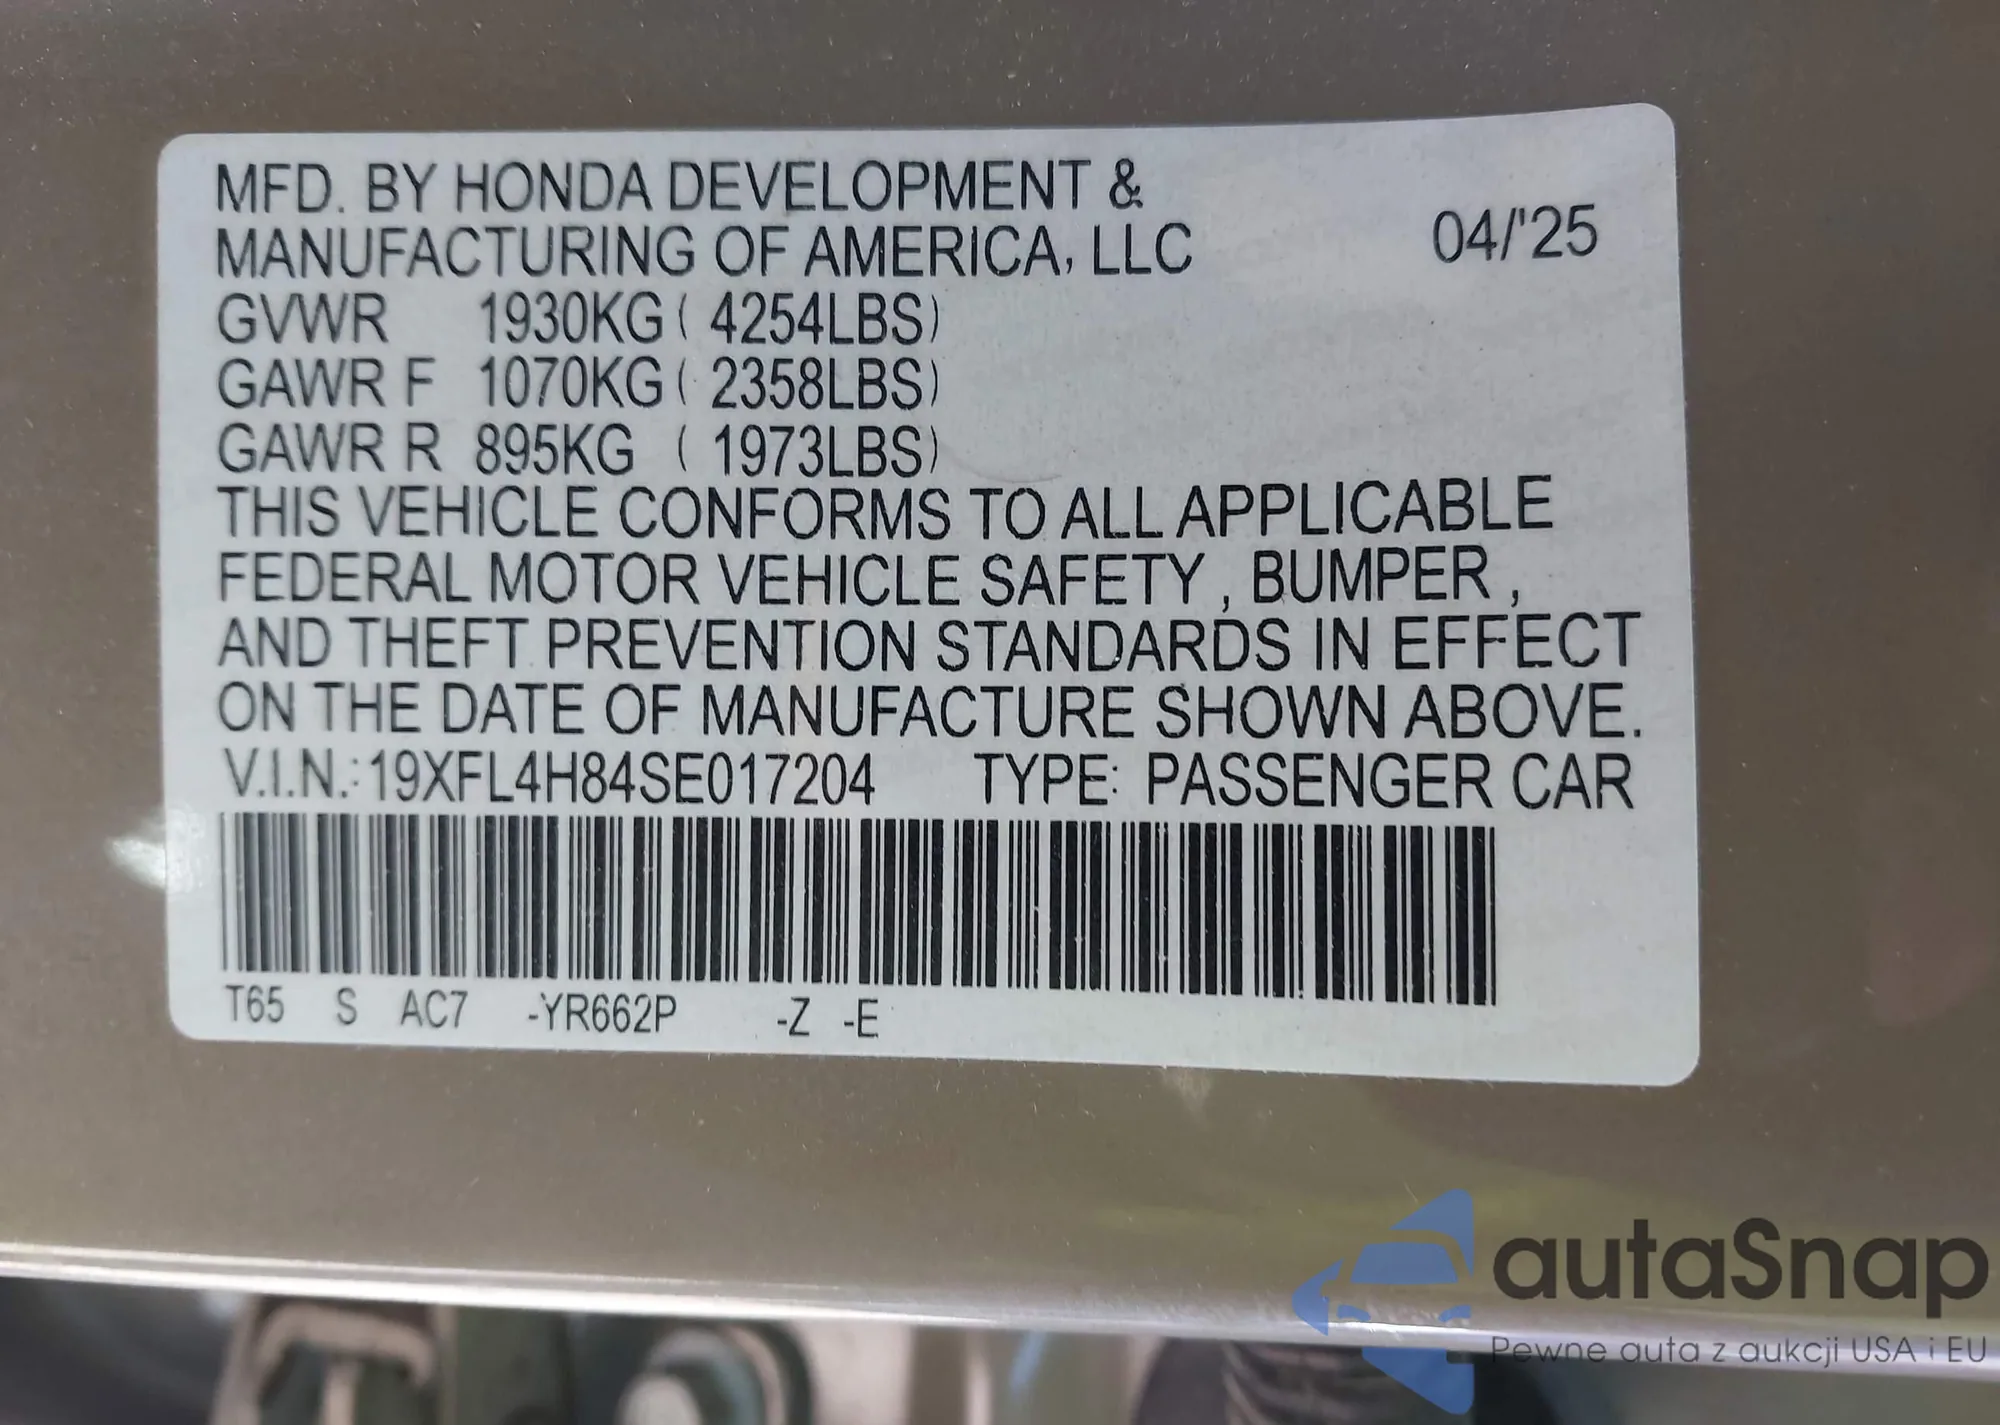 MFD. BY HONDA DEVELOPMENT &
MANUFACTURING OF AMERICA, LLC
04/'25
GVWR 1930KG ( 4254LBS)
GAWR F 1070KG ( 2358LBS)
GAWR R 895KG ( 1973LBS)
THIS VEHICLE CONFORMS TO ALL APPLICABLE
FEDERAL MOTOR VEHICLE SAFETY , BUMPER ,
AND THEFT PREVENTION STANDARDS IN EFFECT
ON THE DATE OF MANUFACTURE SHOWN ABOVE.
V.I.N.: 19XFL4H84SE017204 TYPE: PASSENGER CAR
T65 S AC7 -YR662P -Z -E
autaSnap
Pewne auta z aukcji USA i EU